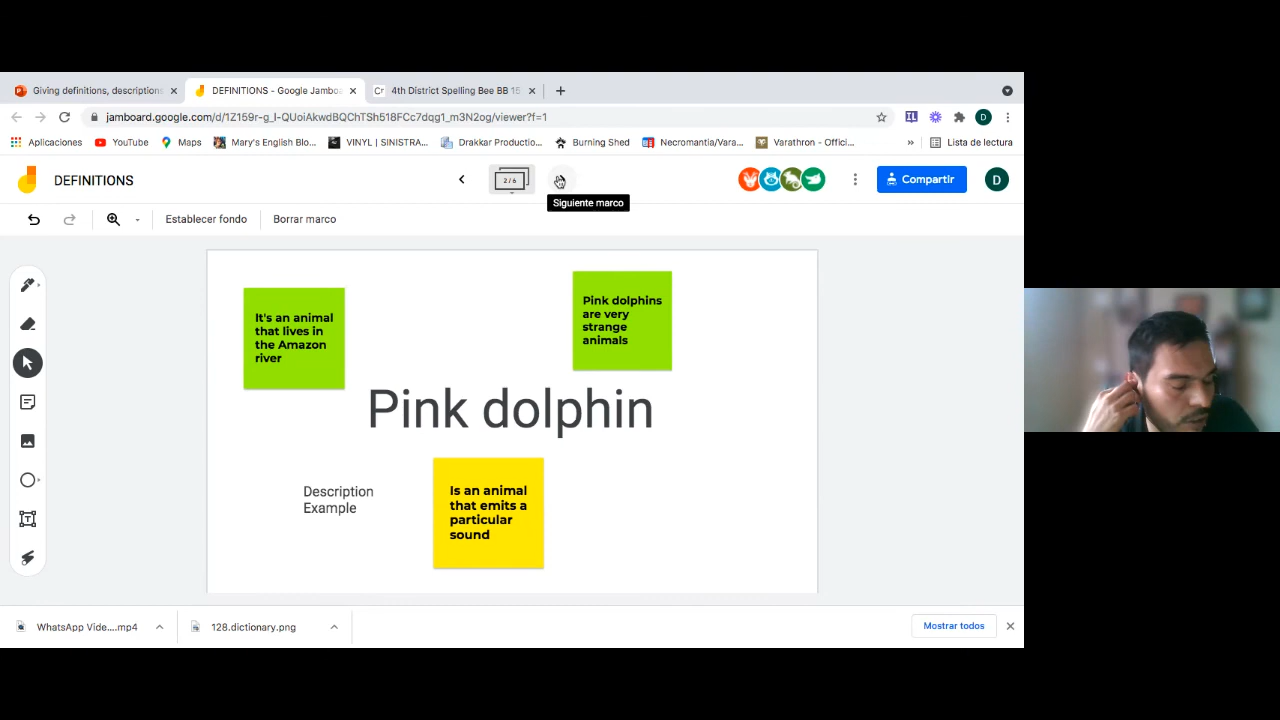 Giving definitions, descriptions
DEFINITIONS - Google Jambo
Cr 4th District Spelling Bee BB 15
jamboard.google.com/d/1Z159r-g_I-QUoiAkwdBQChTSh518FCc7dqg1_m3N2og/viewer?f=1
Aplicaciones
YouTube
Maps
Mary's English Blo...
VINYL | SINISTRA...
Drakkar Productio...
Burning Shed
Necromantia/Vara...
Varathron - Offici...
Lista de lectura
DEFINITIONS
2/6
Compartir
D
Siguiente marco
Establecer fondo
Borrar marco
It's an animal
that lives in
the Amazon
river
Pink dolphins
are very
strange
animals
Pink dolphin
Description
Example
Is an animal
that emits a
particular
sound
WhatsApp Vide....mp4
128.dictionary.png
Mostrar todos